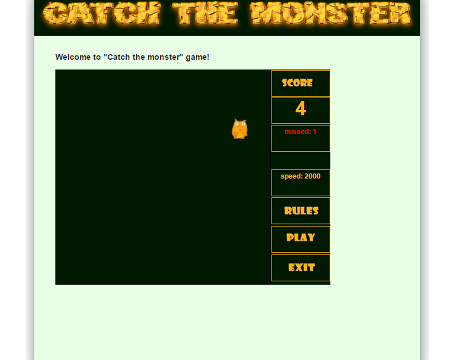 CATCH THE MONSTER
Welcome to "Catch the monster" game!
SCORE
4
missed: 1
speed: 2000
RULES
PLAY
EXIT